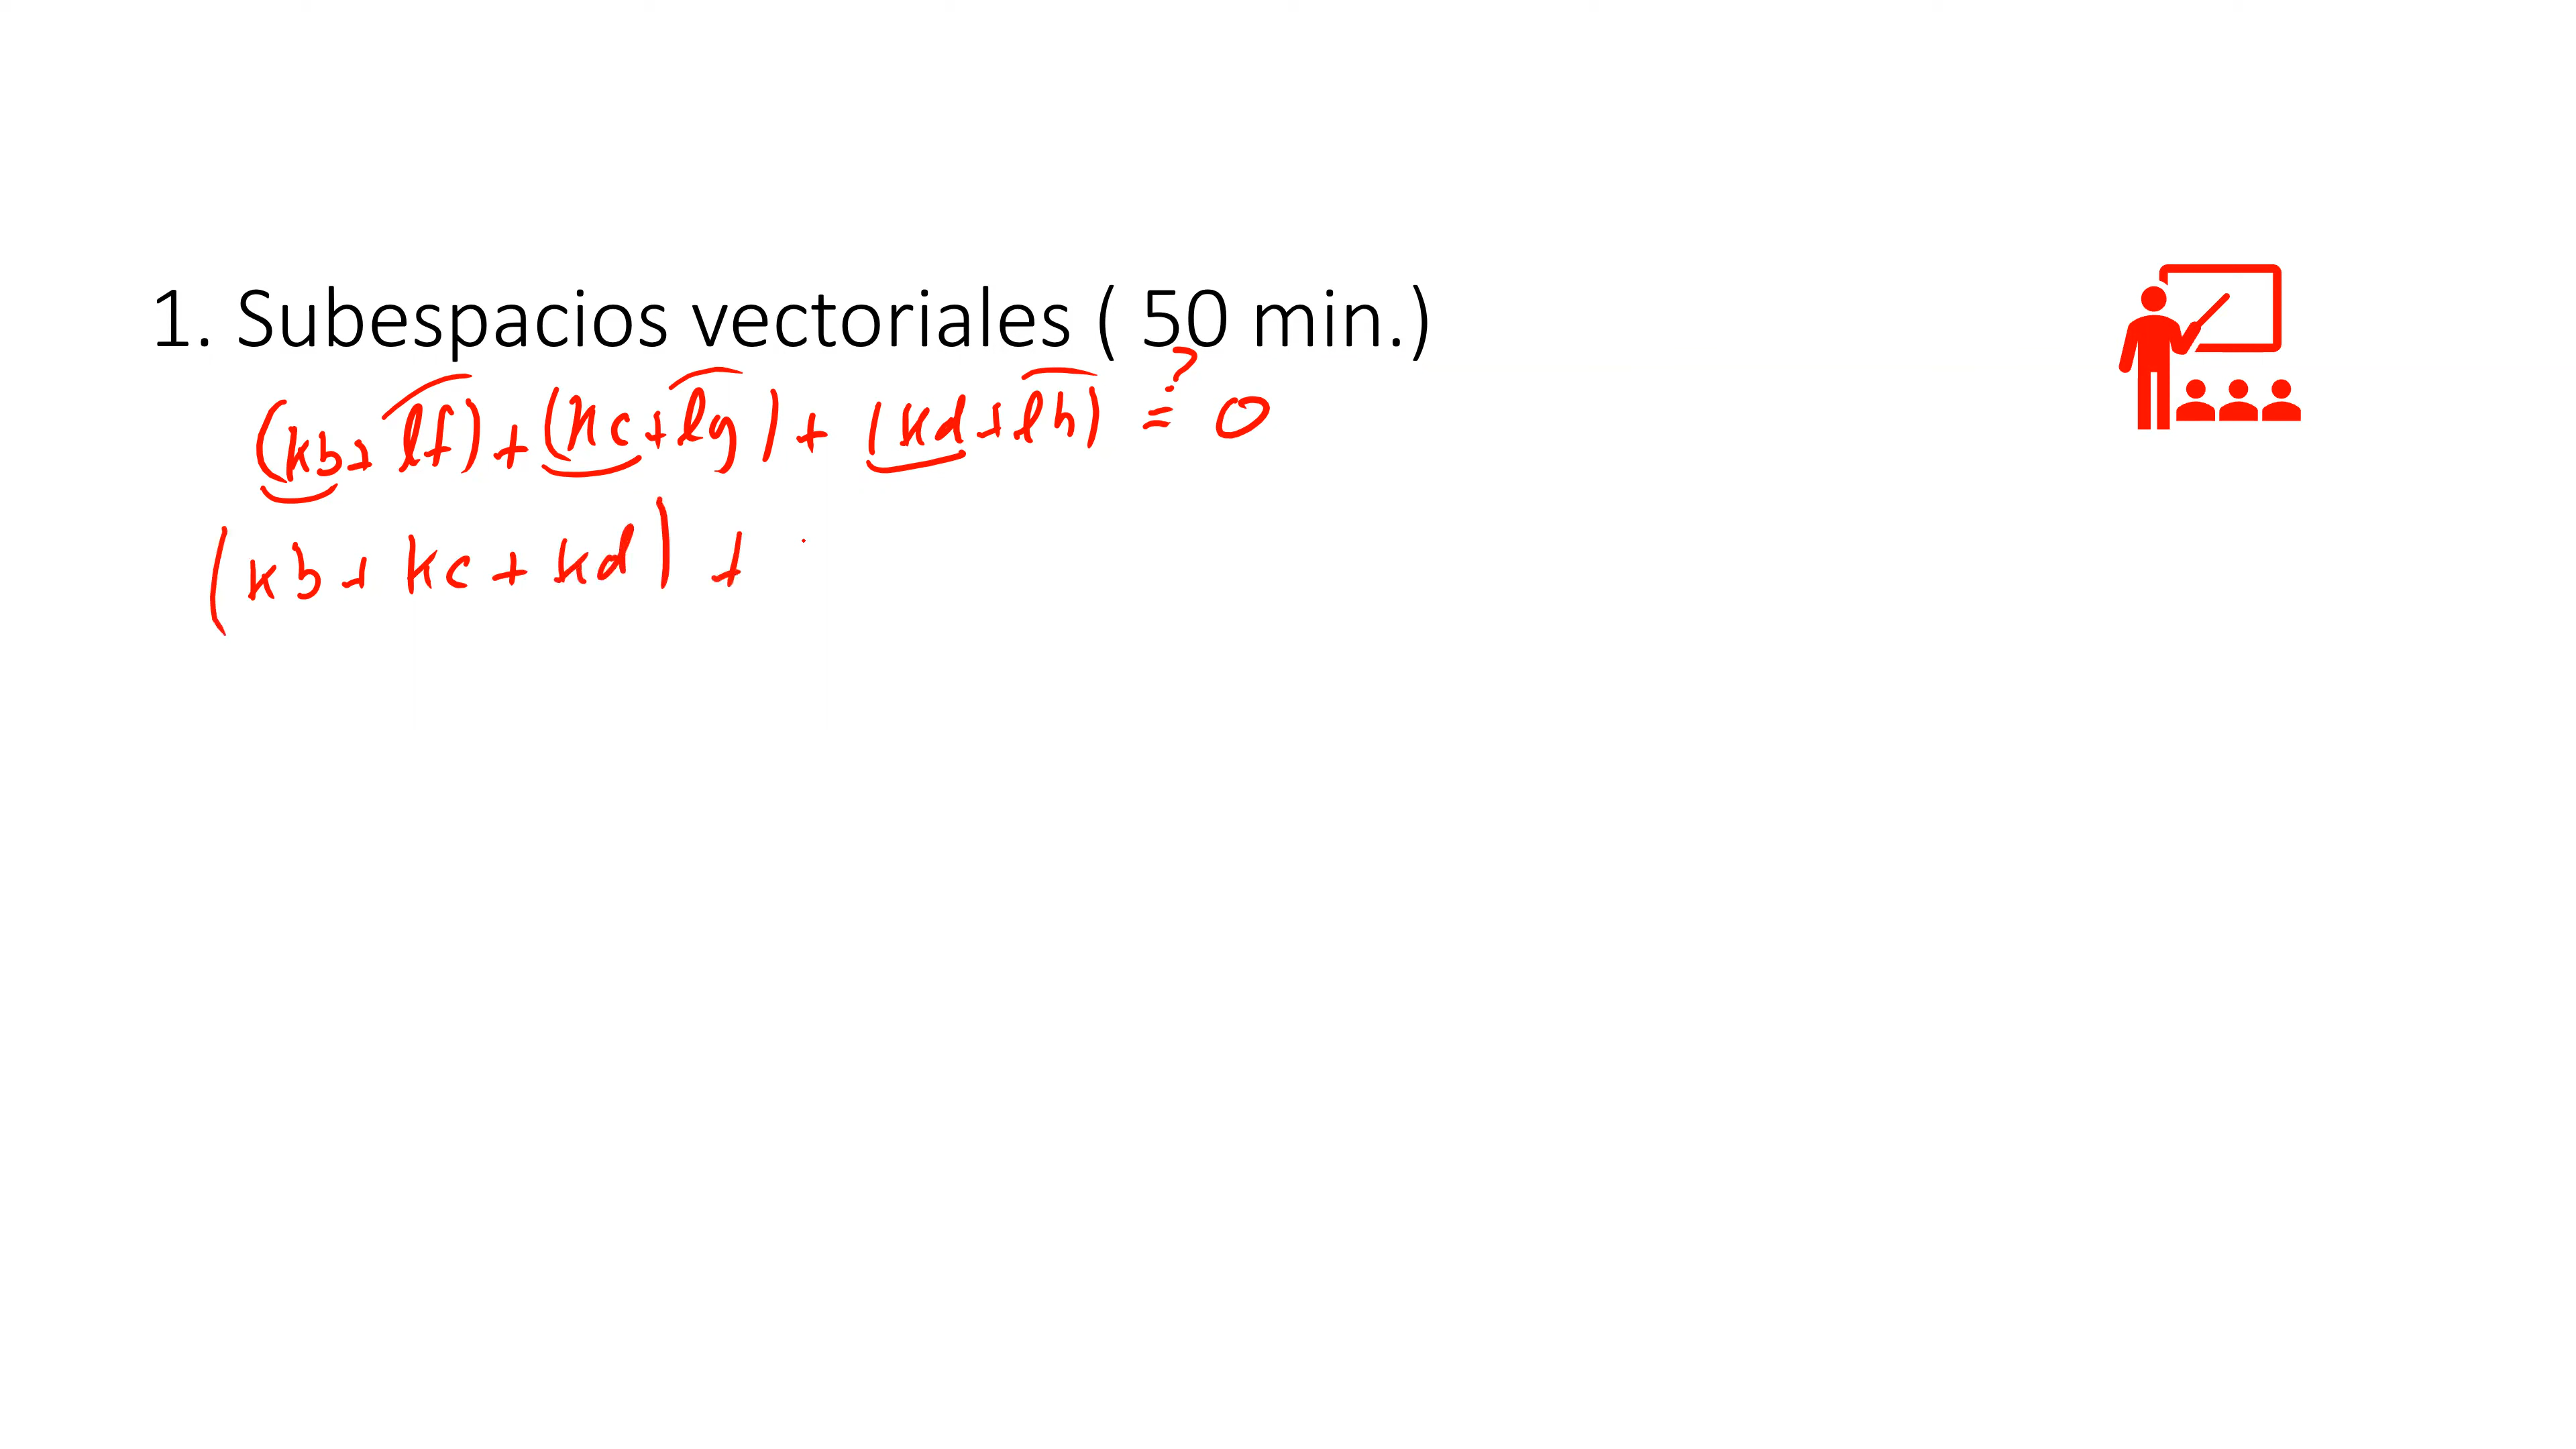 1. Subespacios vectoriales ( 50 min.)
(kb+lf)+(kc+lg)+(kd+lh) =? 0
(kb+kc+kd)+